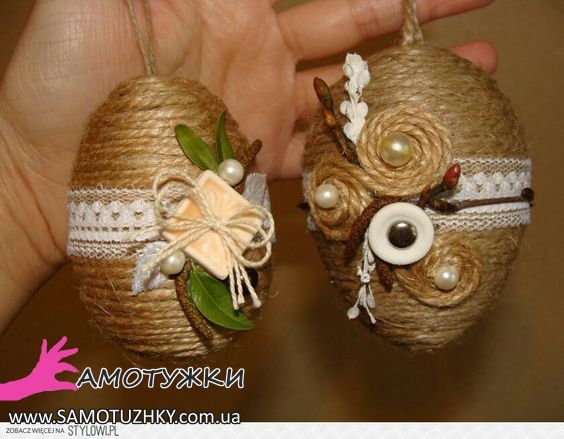 АМОТУЖКИ
www.SAMOTUZHKY.com.ua
ZOBACZ WIĘCEJ NA STYLOWI.PL